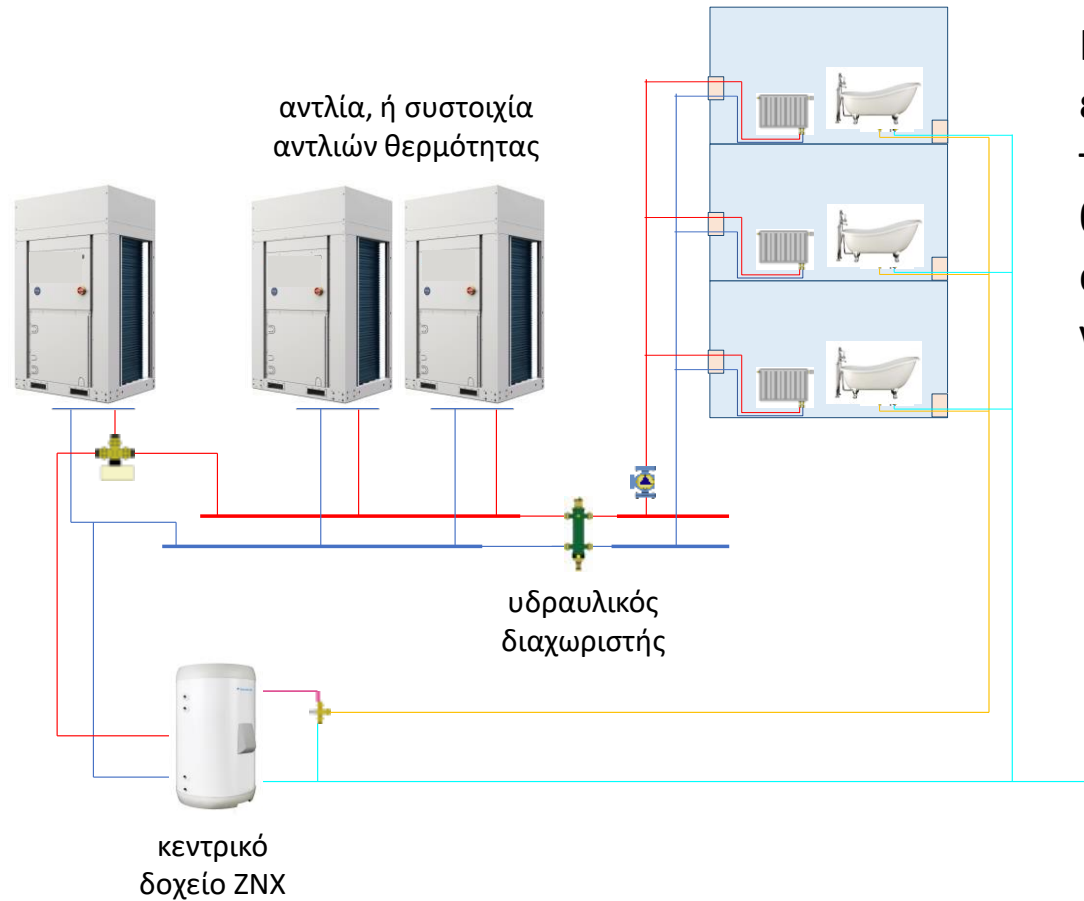 αντλία, ή συστοιχία
αντλιών θερμότητας
υδραυλικός
διαχωριστής
κεντρικό
δοχείο ΖΝΧ